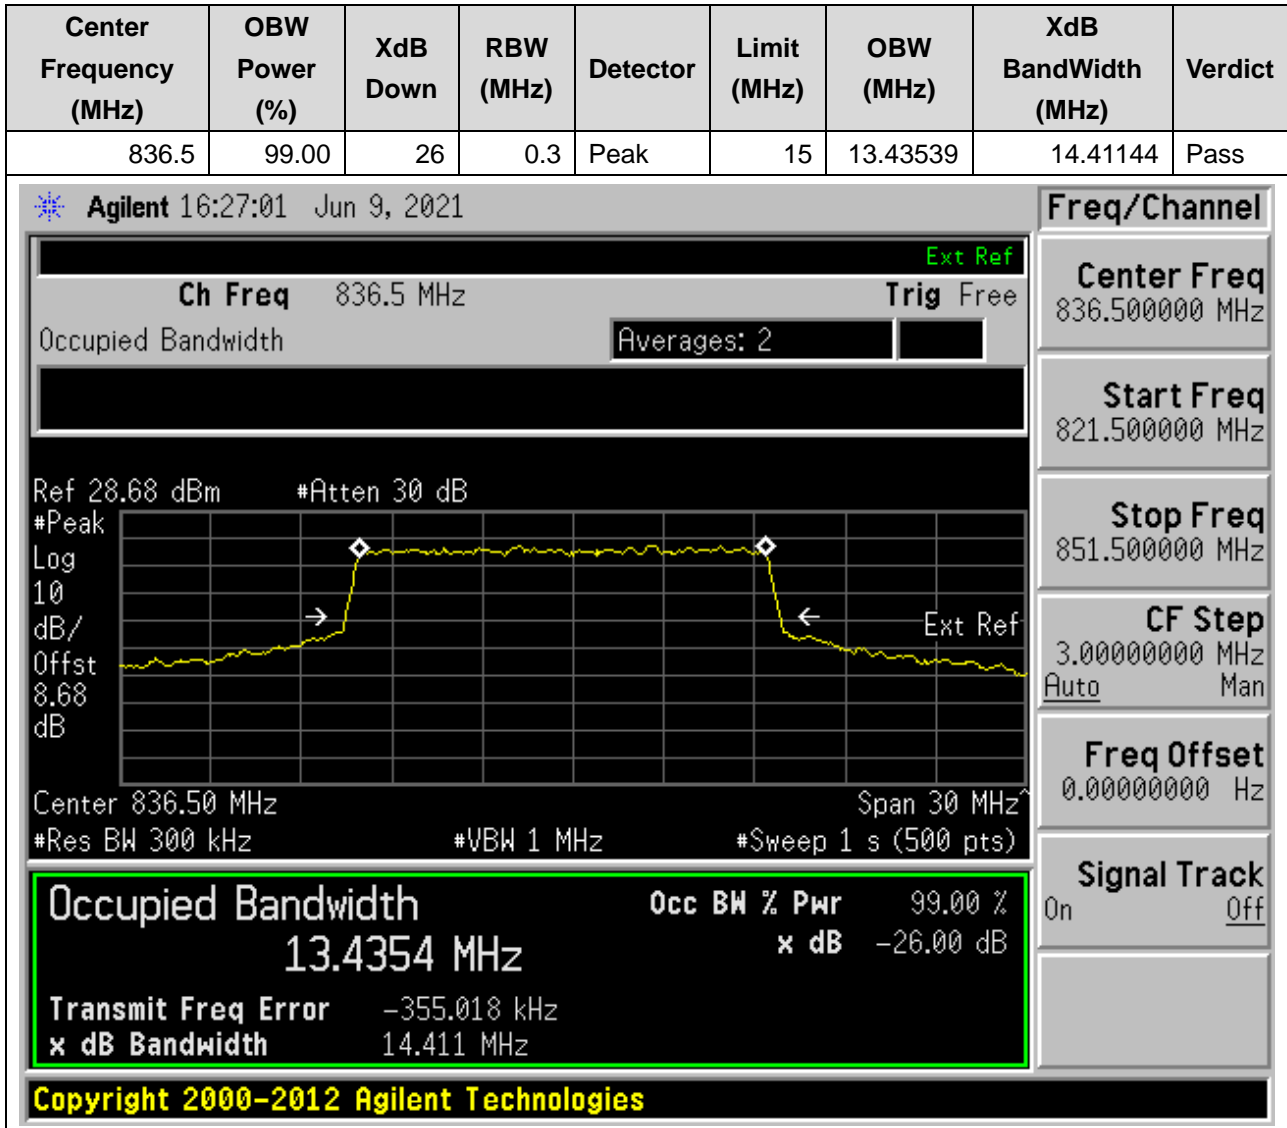 Center Frequency (MHz) OBW Power (%) XdB Down RBW (MHz) Detector Limit (MHz) OBW (MHz) XdB BandWidth (MHz) Verdict
836.5 99.00 26 0.3 Peak 15 13.43539 14.41144 Pass
Agilent 16:27:01 Jun 9, 2021
Freq/Channel
Ext Ref
Ch Freq 836.5 MHz Trig Free
Occupied Bandwidth Averages: 2
Center Freq
836.500000 MHz
Start Freq
821.500000 MHz
Stop Freq
851.500000 MHz
CF Step
3.00000000 MHz
Auto Man
Freq Offset
0.00000000 Hz
Signal Track
On Off
Ref 28.68 dBm #Atten 30 dB
#Peak
Log
10
dB/
Offst
8.68
dB
Ext Ref
Center 836.50 MHz Span 30 MHz^
#Res BW 300 kHz #VBW 1 MHz #Sweep 1 s (500 pts)
Occupied Bandwidth
13.4354 MHz
Occ BW % Pwr 99.00 %
x dB -26.00 dB
Transmit Freq Error -355.018 kHz
x dB Bandwidth 14.411 MHz
Copyright 2000-2012 Agilent Technologies